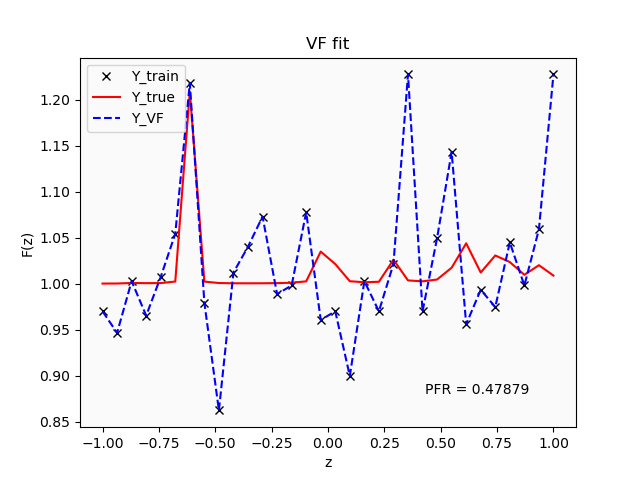 VF fit
Y_train
Y_true
Y_VF
F(z)
1.20
1.15
1.10
1.05
1.00
0.95
0.90
0.85
PFR = 0.47879
−1.00 −0.75 −0.50 −0.25 0.00 0.25 0.50 0.75 1.00
z